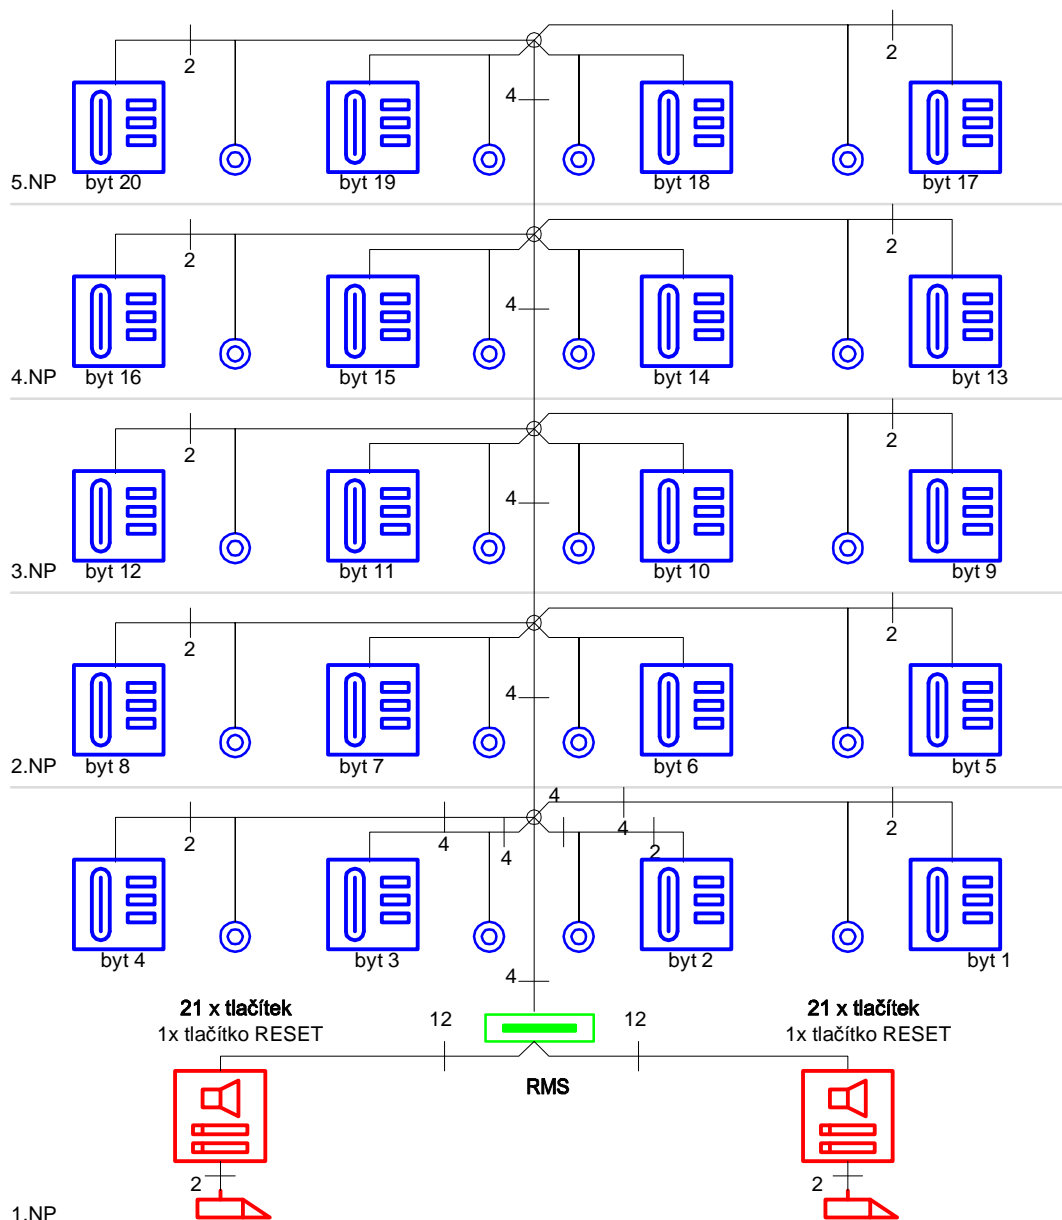 2
4
2
5.NP
byt 20
byt 19
byt 18
byt 17
2
4
2
4.NP
byt 16
byt 15
byt 14
byt 13
2
4
2
3.NP
byt 12
byt 11
byt 10
byt 9
2
4
2
2.NP
byt 8
byt 7
byt 6
byt 5
4
2
4
4
4
2
2
byt 4
byt 3
byt 2
byt 1
4
21 x tlačítek
1x tlačítko RESET
12
12
21 x tlačítek
1x tlačítko RESET
RMS
2
2
1.NP